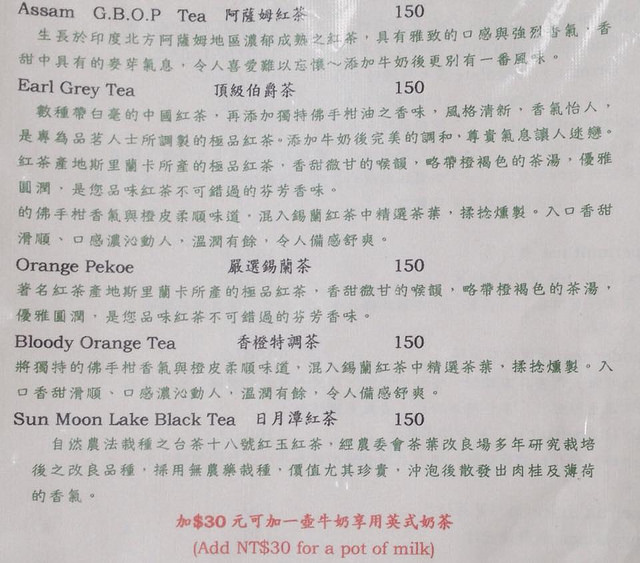 Assam G.B.O.P Tea 阿薩姆紅茶 150
生長於印度北方阿薩姆地區濃郁成熟之紅茶，具有雅致的口感與強烈香氣，香
甜中具有的麥芽氣息，令人喜愛難以忘懷～添加牛奶後更別有一番風味。
Earl Grey Tea 頂級伯爵茶 150
數種帶白毫的中國紅茶，再添加獨特佛手柑油之香味，風格清新，香氣怡人，
是專為品茗人士所調製的極品紅茶。添加牛奶後完美的調和，尊貴氣息讓人迷戀。
紅茶產地斯里蘭卡所產的極品紅茶，香甜微甘的喉韻，略帶橙褐色的茶湯，優雅
圓潤，是您品味紅茶不可錯過的芬芳香味。
的佛手柑香氣與橙皮柔順味道，混入錫蘭紅茶中精選茶葉，揉捻燻製。入口香甜
滑順、口感濃沁動人，溫潤有餘，令人備感舒爽。
Orange Pekoe 嚴選錫蘭茶 150
著名紅茶產地斯里蘭卡所產的極品紅茶，香甜微甘的喉韻，略帶橙褐色的茶湯，
優雅圓潤，是您品味紅茶不可錯過的芬芳香味。
Bloody Orange Tea 香橙特調茶 150
將獨特的佛手柑香氣與橙皮柔順味道，混入錫蘭紅茶中精選茶葉，揉捻燻製。入
口香甜滑順、口感濃沁動人，溫潤有餘，令人備感舒爽。
Sun Moon Lake Black Tea 日月潭紅茶 150
自然農法栽種之台茶十八號紅玉紅茶，經農委會茶葉改良場多年研究栽培
後之改良品種，採用無農藥栽種，價值尤其珍貴，沖泡後散發出肉桂及薄荷
的香氣。
加$30元可加一壺牛奶享用英式奶茶
(Add NT$30 for a pot of milk)